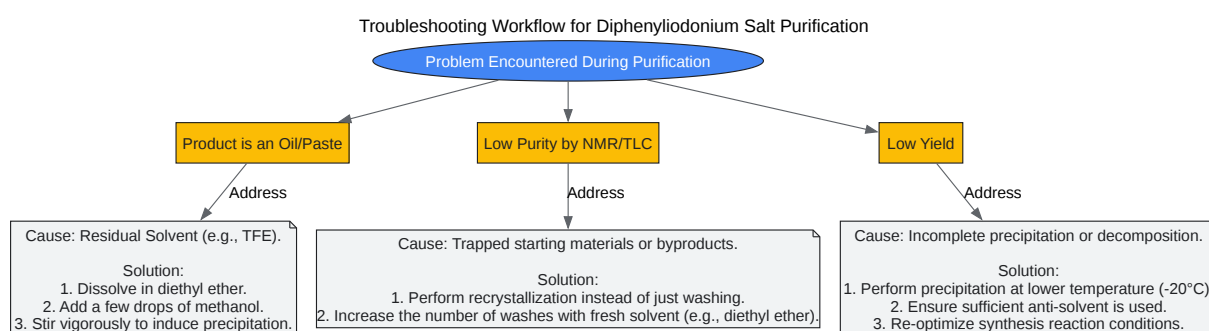 Troubleshooting Workflow for Diphenyliodonium Salt Purification
Problem Encountered During Purification
Product is an Oil/Paste
Low Purity by NMR/TLC
Low Yield
Address
Address
Address
Cause: Residual Solvent (e.g., TFE).
Solution:
1. Dissolve in diethyl ether.
2. Add a few drops of methanol.
3. Stir vigorously to induce precipitation.
Cause: Trapped starting materials or byproducts.
Solution:
1. Perform recrystallization instead of just washing.
2. Increase the number of washes with fresh solvent (e.g., diethyl ether).
Cause: Incomplete precipitation or decomposition.
Solution:
1. Perform precipitation at lower temperature (-20°C)
2. Ensure sufficient anti-solvent is used.
3. Re-optimize synthesis reaction conditions.